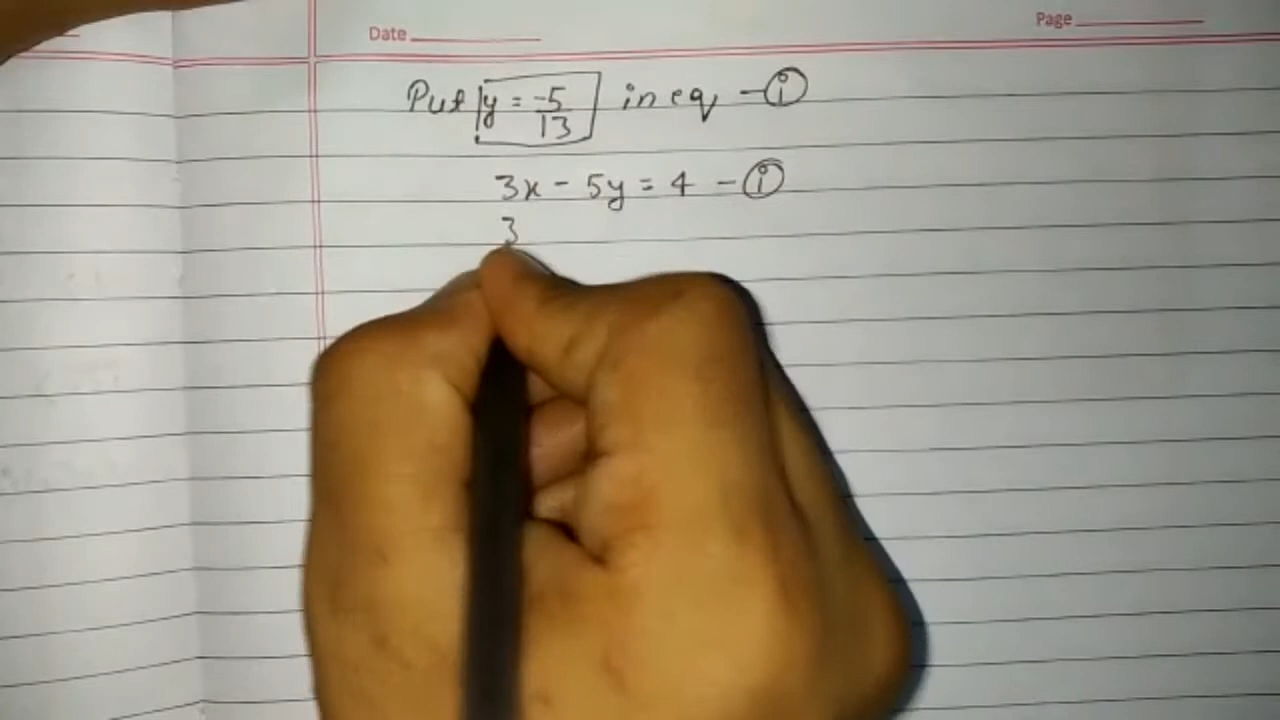 Date
Page
Put y = -5/13 in eq - (i)
3x - 5y = 4 - (i)
3